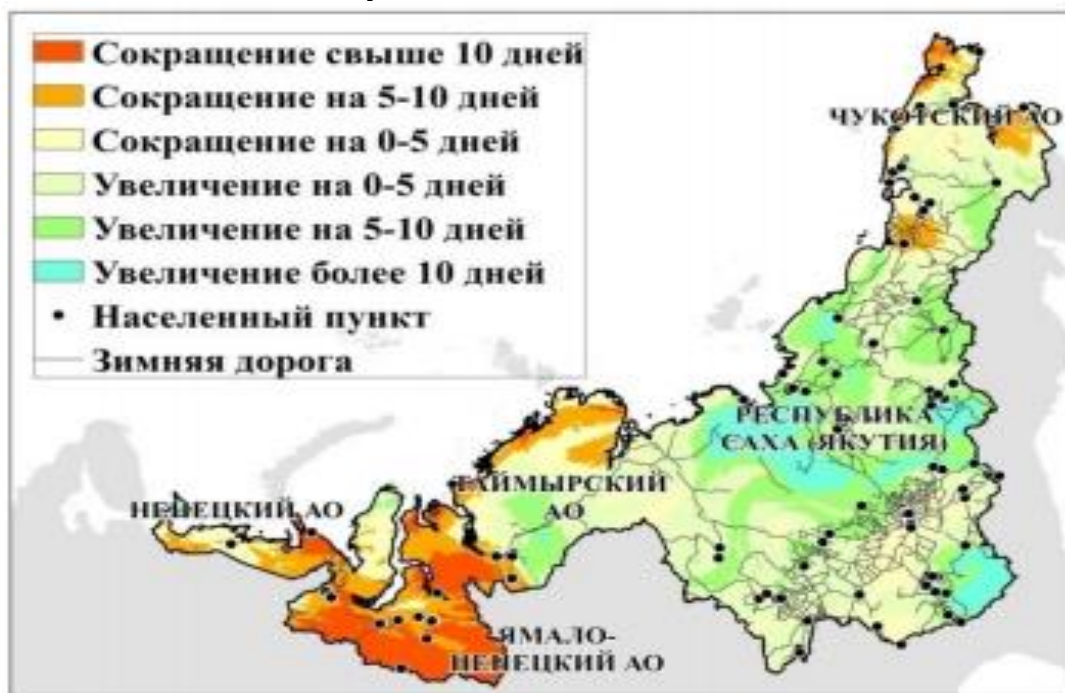 Сокращение свыше 10 дней
Сокращение на 5-10 дней
Сокращение на 0-5 дней
Увеличение на 0-5 дней
Увеличение на 5-10 дней
Увеличение более 10 дней
Населенный пункт
Зимняя дорога
ЧУКОТСКИЙ АО
РЕСПУБЛИКА
САХА (ЯКУТИЯ)
ТАЙМЫРСКИЙ
АО
НЕНЕЦКИЙ АО
ЯМАЛО-
НЕНЕЦКИЙ АО